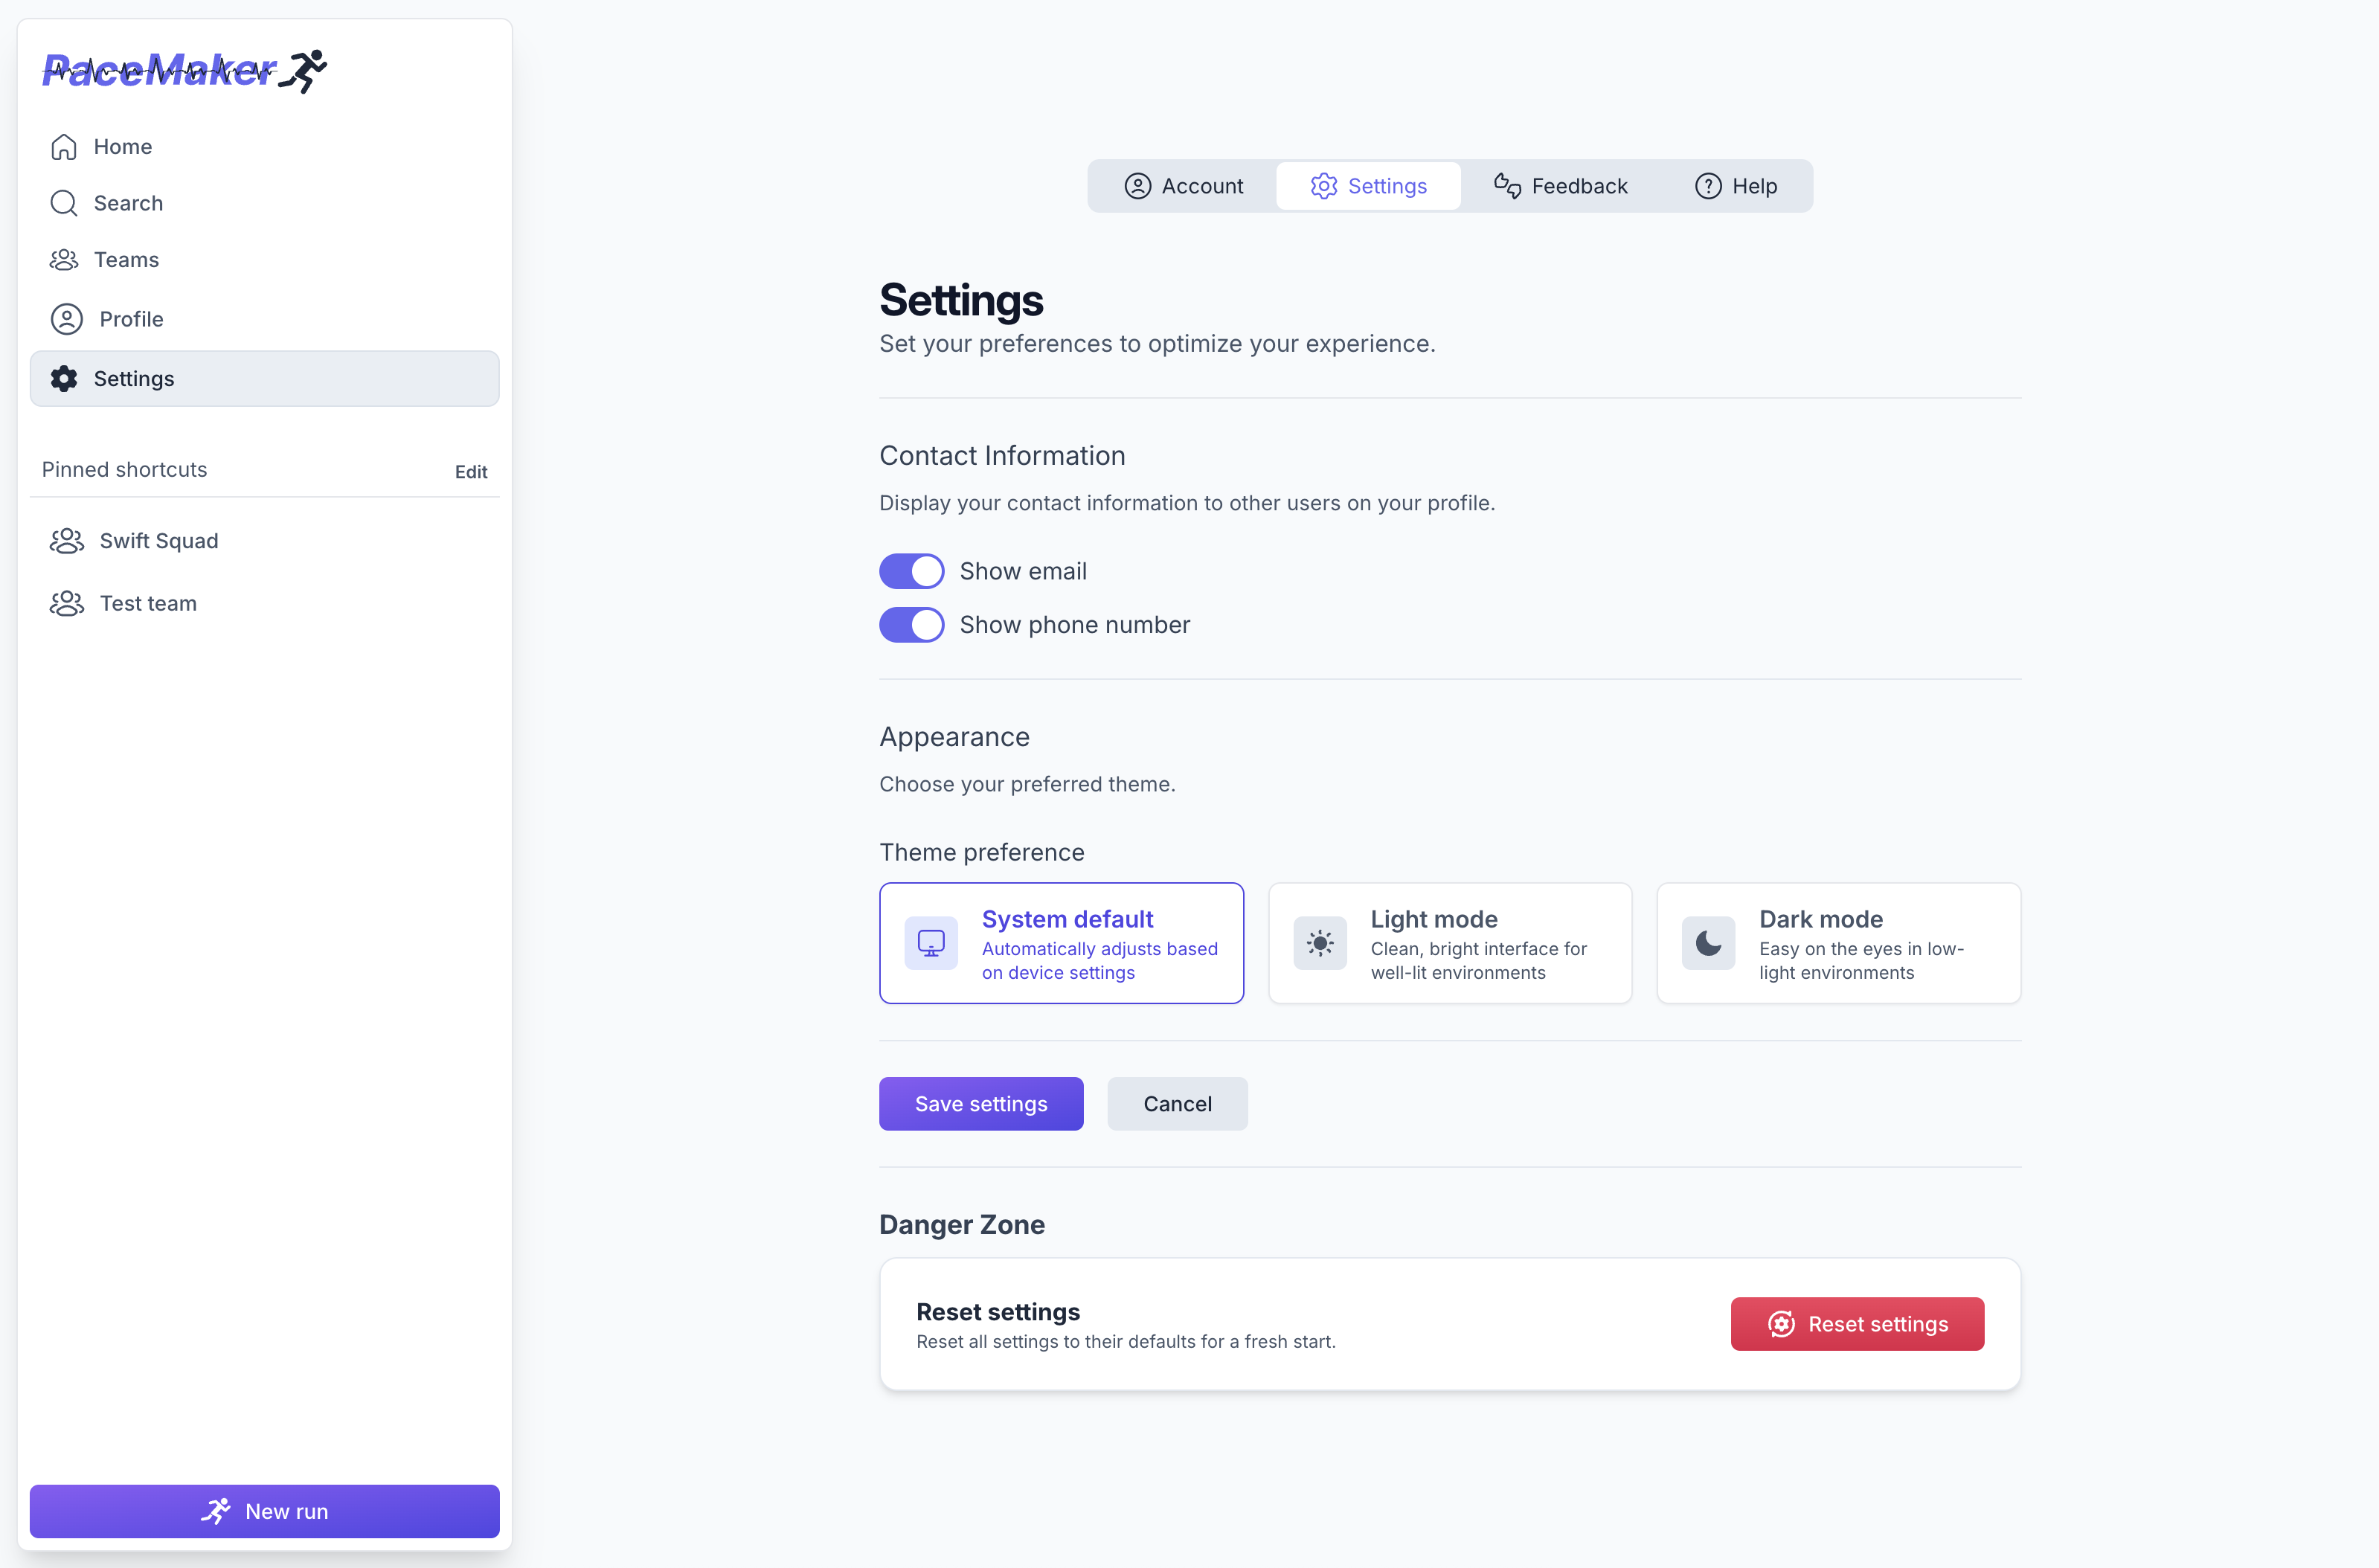 PaceMaker
Home
Search
Teams
Profile
Settings
Pinned shortcuts
Edit
Swift Squad
Test team
New run
Account
Settings
Feedback
Help
Settings
Set your preferences to optimize your experience.
Contact Information
Display your contact information to other users on your profile.
Show email
Show phone number
Appearance
Choose your preferred theme.
Theme preference
System default
Automatically adjusts based
on device settings
Light mode
Clean, bright interface for
well-lit environments
Dark mode
Easy on the eyes in low-
light environments
Save settings
Cancel
Danger Zone
Reset settings
Reset all settings to their defaults for a fresh start.
Reset settings